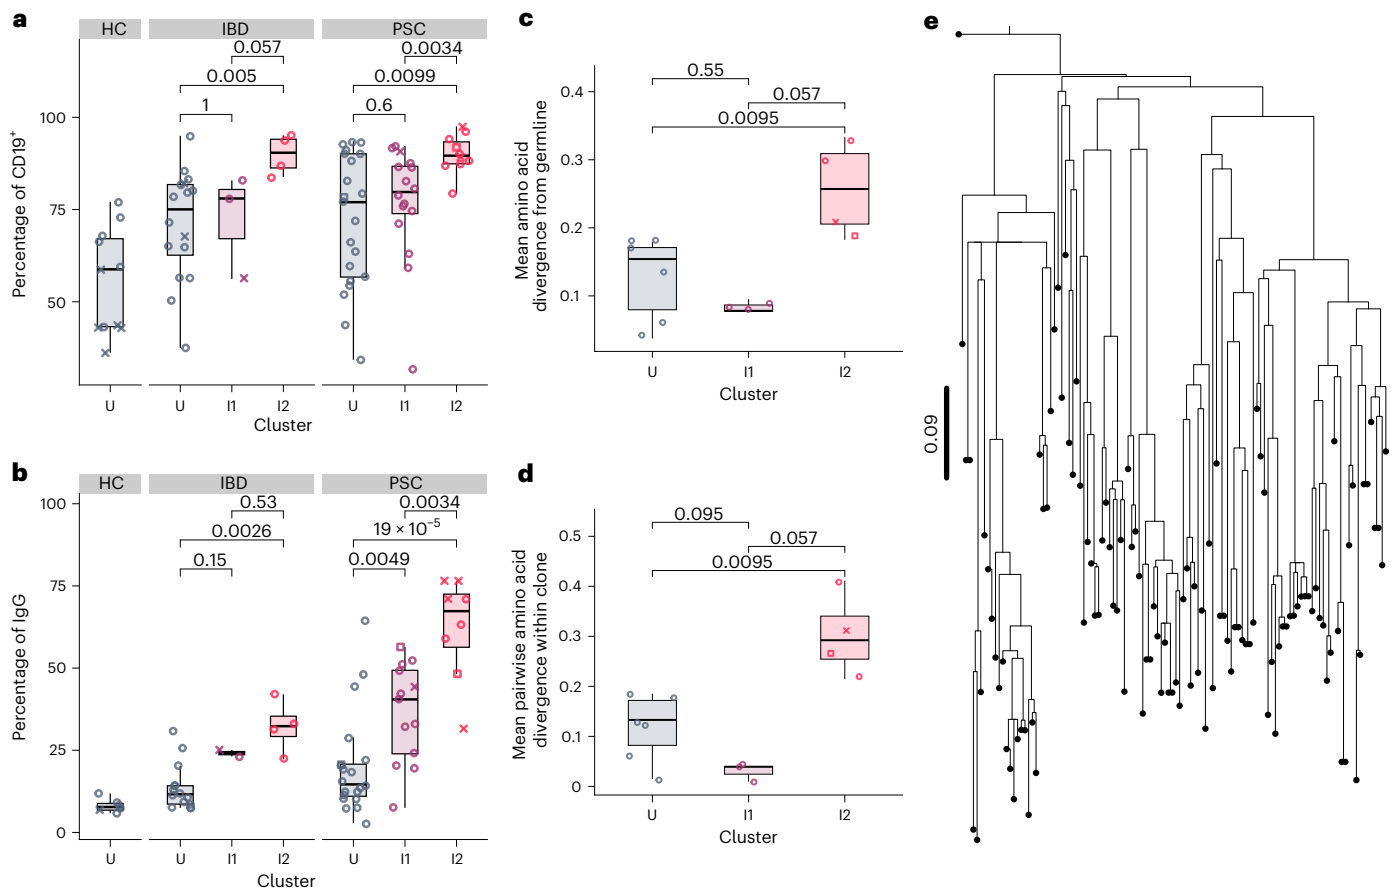 a
HC
IBD
PSC
0.057
0.0034
0.005
0.0099
1
0.6
100
75
50
Percentage of CD19+
U
U
I1
I2
U
I1
I2
Cluster
b
HC
IBD
PSC
0.53
0.0034
0.0026
19 × 10−5
0.15
0.0049
100
75
50
25
0
Percentage of IgG
U
U
I1
I2
U
I1
I2
Cluster
c
0.55
0.057
0.0095
0.4
0.3
0.2
0.1
Mean amino acid
divergence from germline
U
I1
I2
Cluster
d
0.095
0.057
0.0095
0.5
0.4
0.3
0.2
0.1
0
Mean pairwise amino acid
divergence within clone
U
I1
I2
Cluster
e
0.09